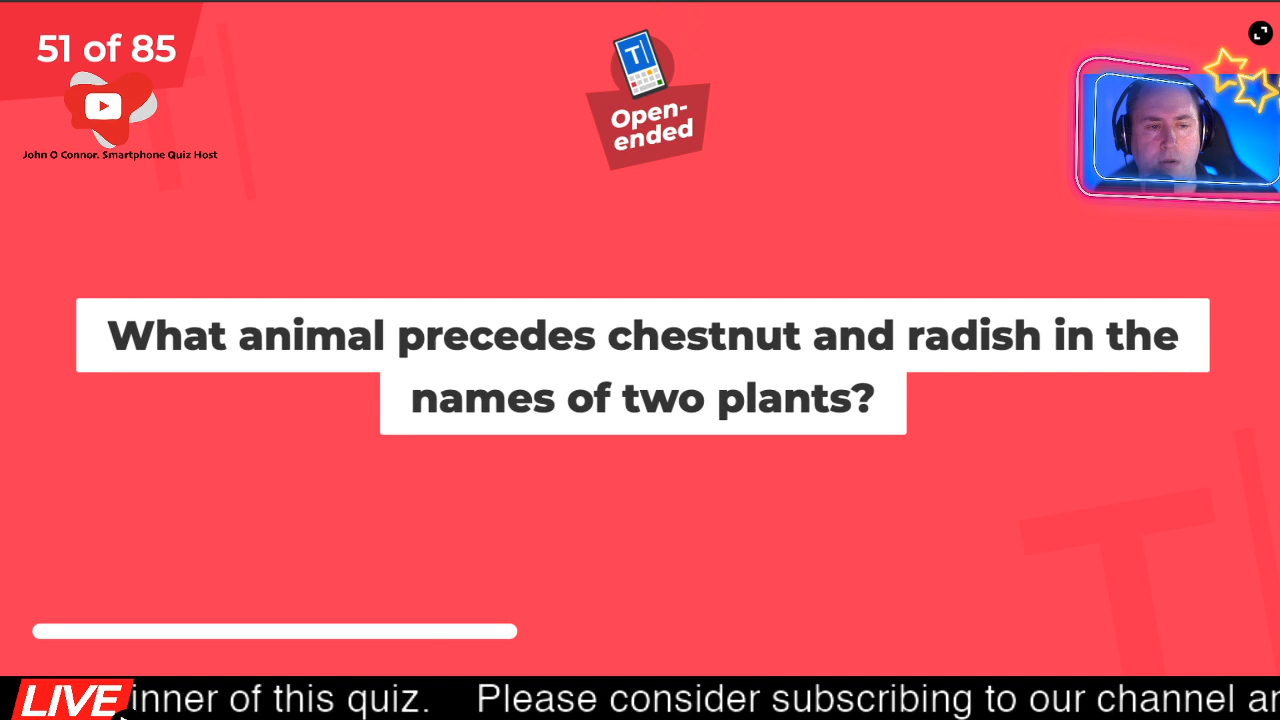 51 of 85
John O Connor. Smartphone Quiz Host
T
Open-
ended
What animal precedes chestnut and radish in the
names of two plants?
LIVE inner of this quiz. Please consider subscribing to our channel